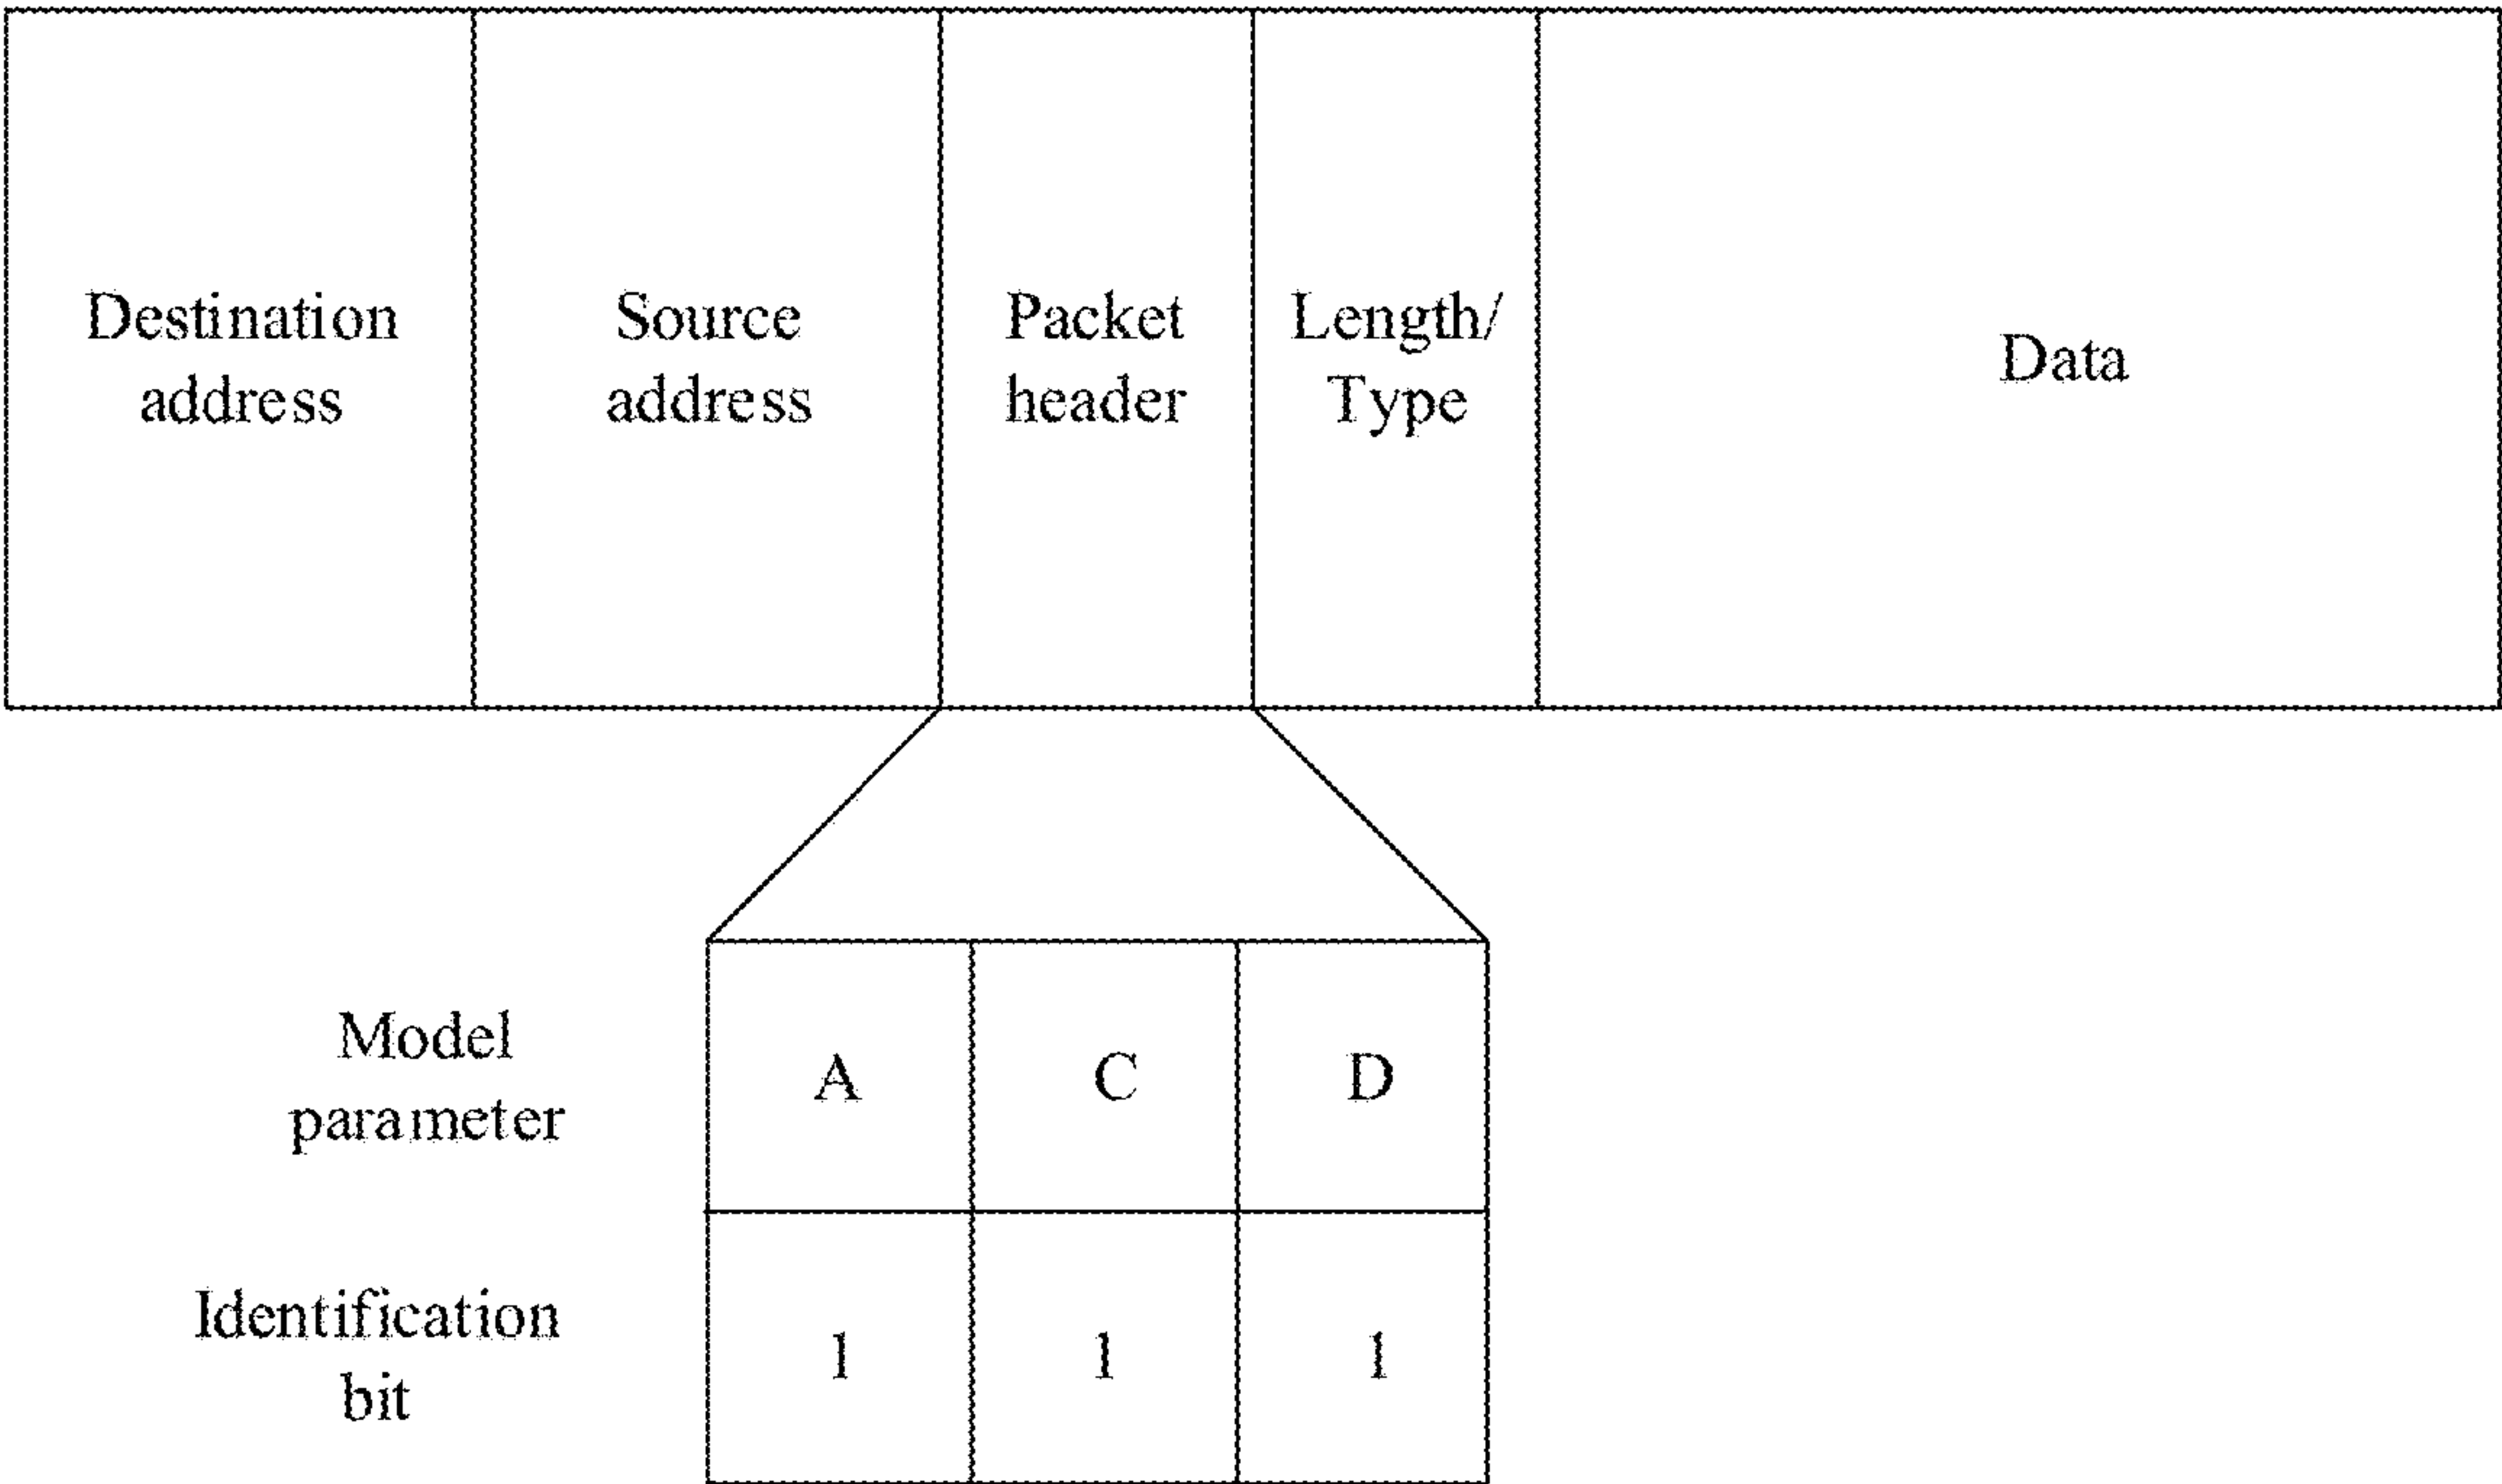 Destination
address
Source
address
Packet
header
Length/
Type
Data
Model
parameter
A C D
Identification
bit
1 1 1